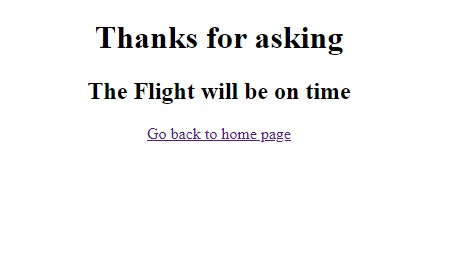 Thanks for asking
The Flight will be on time
Go back to home page